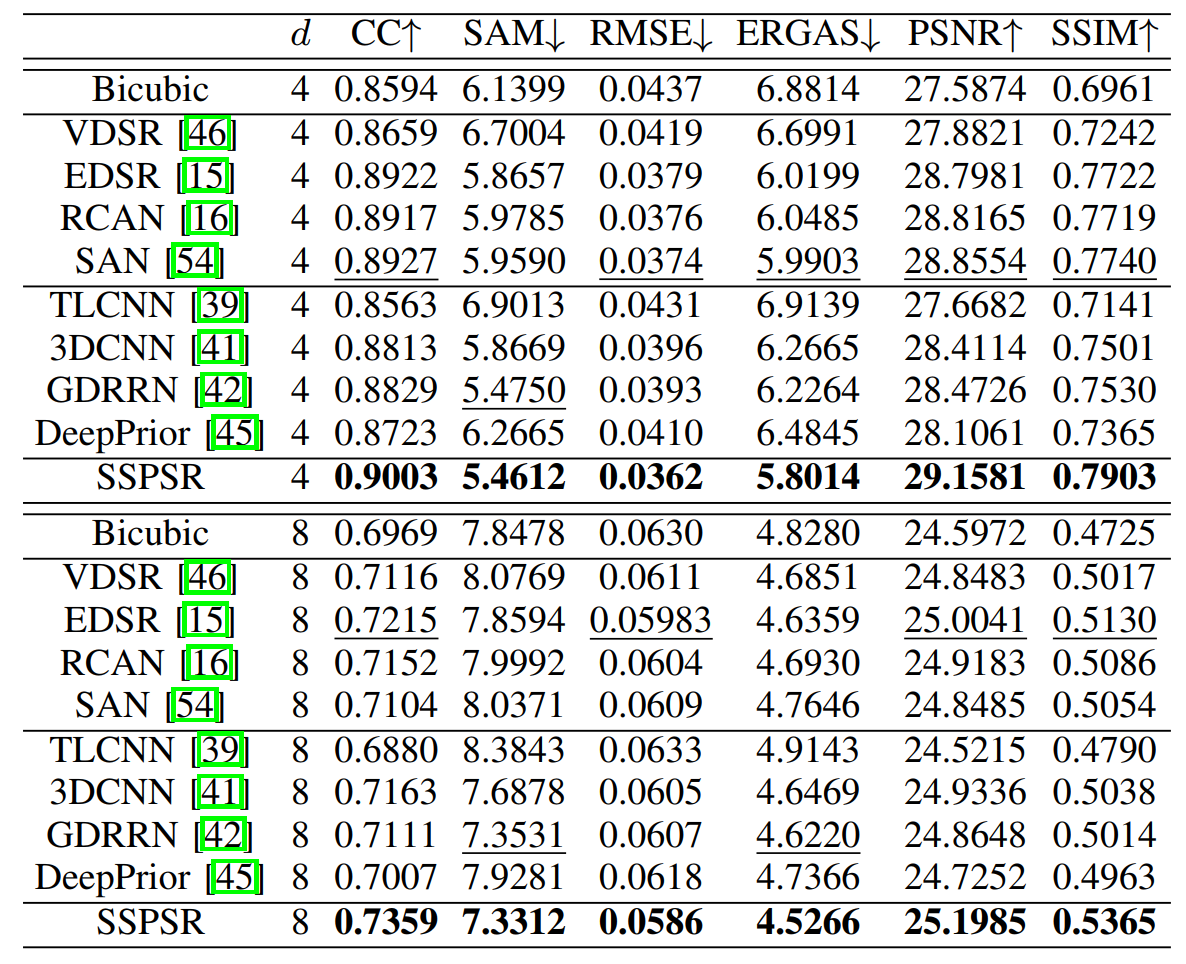 d CC↑ SAM↓ RMSE↓ ERGAS↓ PSNR↑ SSIM↑
Bicubic 4 0.8594 6.1399 0.0437 6.8814 27.5874 0.6961
VDSR [46] 4 0.8659 6.7004 0.0419 6.6991 27.8821 0.7242
EDSR [15] 4 0.8922 5.8657 0.0379 6.0199 28.7981 0.7722
RCAN [16] 4 0.8917 5.9785 0.0376 6.0485 28.8165 0.7719
SAN [54] 4 0.8927 5.9590 0.0374 5.9903 28.8554 0.7740
TLCNN [39] 4 0.8563 6.9013 0.0431 6.9139 27.6682 0.7141
3DCNN [41] 4 0.8813 5.8669 0.0396 6.2665 28.4114 0.7501
GDRRN [42] 4 0.8829 5.4750 0.0393 6.2264 28.4726 0.7530
DeepPrior [45] 4 0.8723 6.2665 0.0410 6.4845 28.1061 0.7365
SSPSR 4 0.9003 5.4612 0.0362 5.8014 29.1581 0.7903
Bicubic 8 0.6969 7.8478 0.0630 4.8280 24.5972 0.4725
VDSR [46] 8 0.7116 8.0769 0.0611 4.6851 24.8483 0.5017
EDSR [15] 8 0.7215 7.8594 0.05983 4.6359 25.0041 0.5130
RCAN [16] 8 0.7152 7.9992 0.0604 4.6930 24.9183 0.5086
SAN [54] 8 0.7104 8.0371 0.0609 4.7646 24.8485 0.5054
TLCNN [39] 8 0.6880 8.3843 0.0633 4.9143 24.5215 0.4790
3DCNN [41] 8 0.7163 7.6878 0.0605 4.6469 24.9336 0.5038
GDRRN [42] 8 0.7111 7.3531 0.0607 4.6220 24.8648 0.5014
DeepPrior [45] 8 0.7007 7.9281 0.0618 4.7366 24.7252 0.4963
SSPSR 8 0.7359 7.3312 0.0586 4.5266 25.1985 0.5365